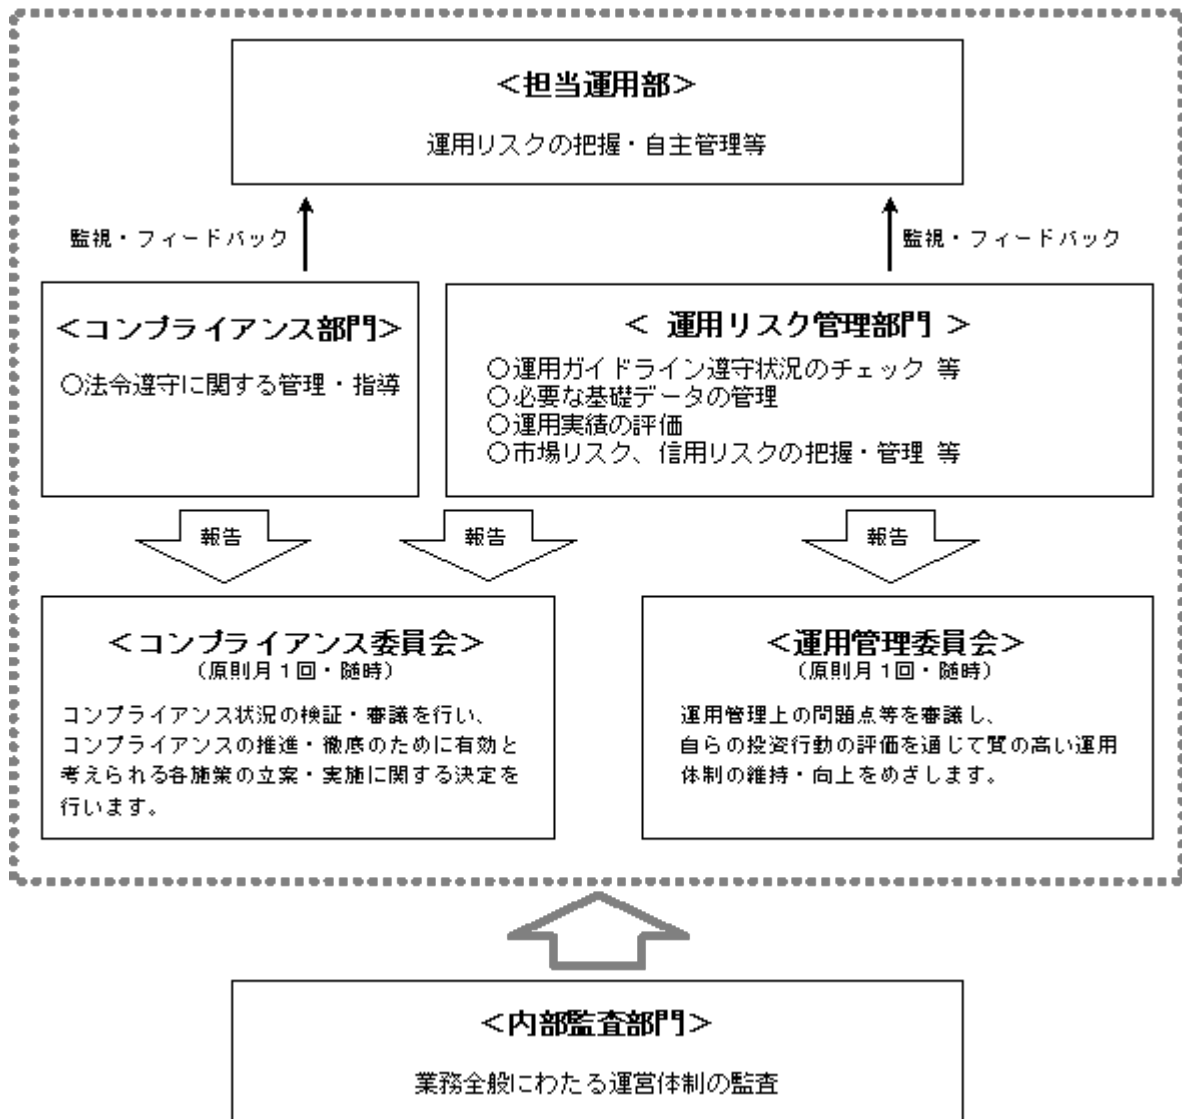 ＜担当運用部＞
運用リスクの把握・自主管理等
監視・フィードバック
監視・フィードバック
＜コンプライアンス部門＞
○法令遵守に関する管理・指導
＜ 運用リスク管理部門 ＞
○運用ガイドライン遵守状況のチェック 等
○必要な基礎データの管理
○運用実績の評価
○市場リスク、信用リスクの把握・管理 等
報告
報告
報告
＜コンプライアンス委員会＞
（原則月１回・随時）
コンプライアンス状況の検証・審議を行い、
コンプライアンスの推進・徹底のために有効と
考えられる各施策の立案・実施に関する決定を
行います。
＜運用管理委員会＞
（原則月１回・随時）
運用管理上の問題点等を審議し、
自らの投資行動の評価を通じて質の高い運用
体制の維持・向上をめざします。
＜内部監査部門＞
業務全般にわたる運営体制の監査